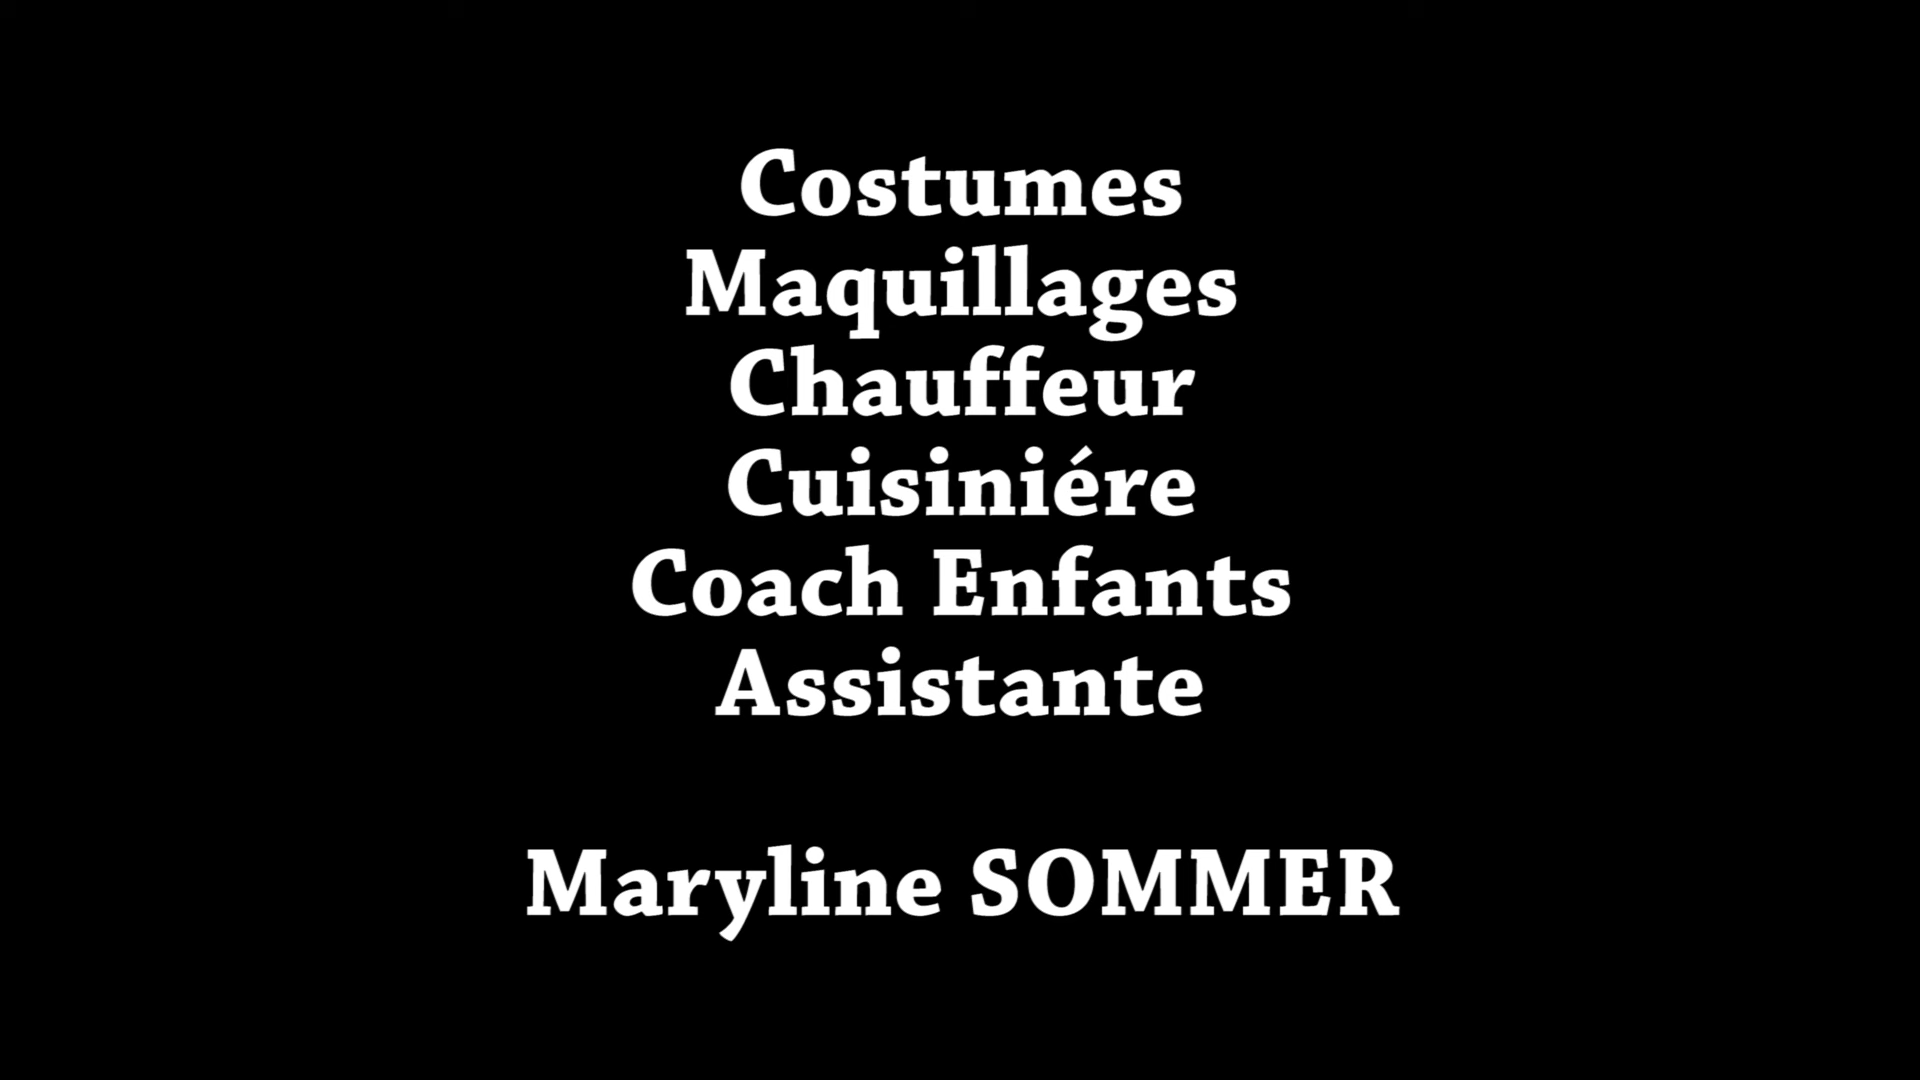 Costumes
Maquillages
Chauffeur
Cuisiniére
Coach Enfants
Assistante
Maryline SOMMER